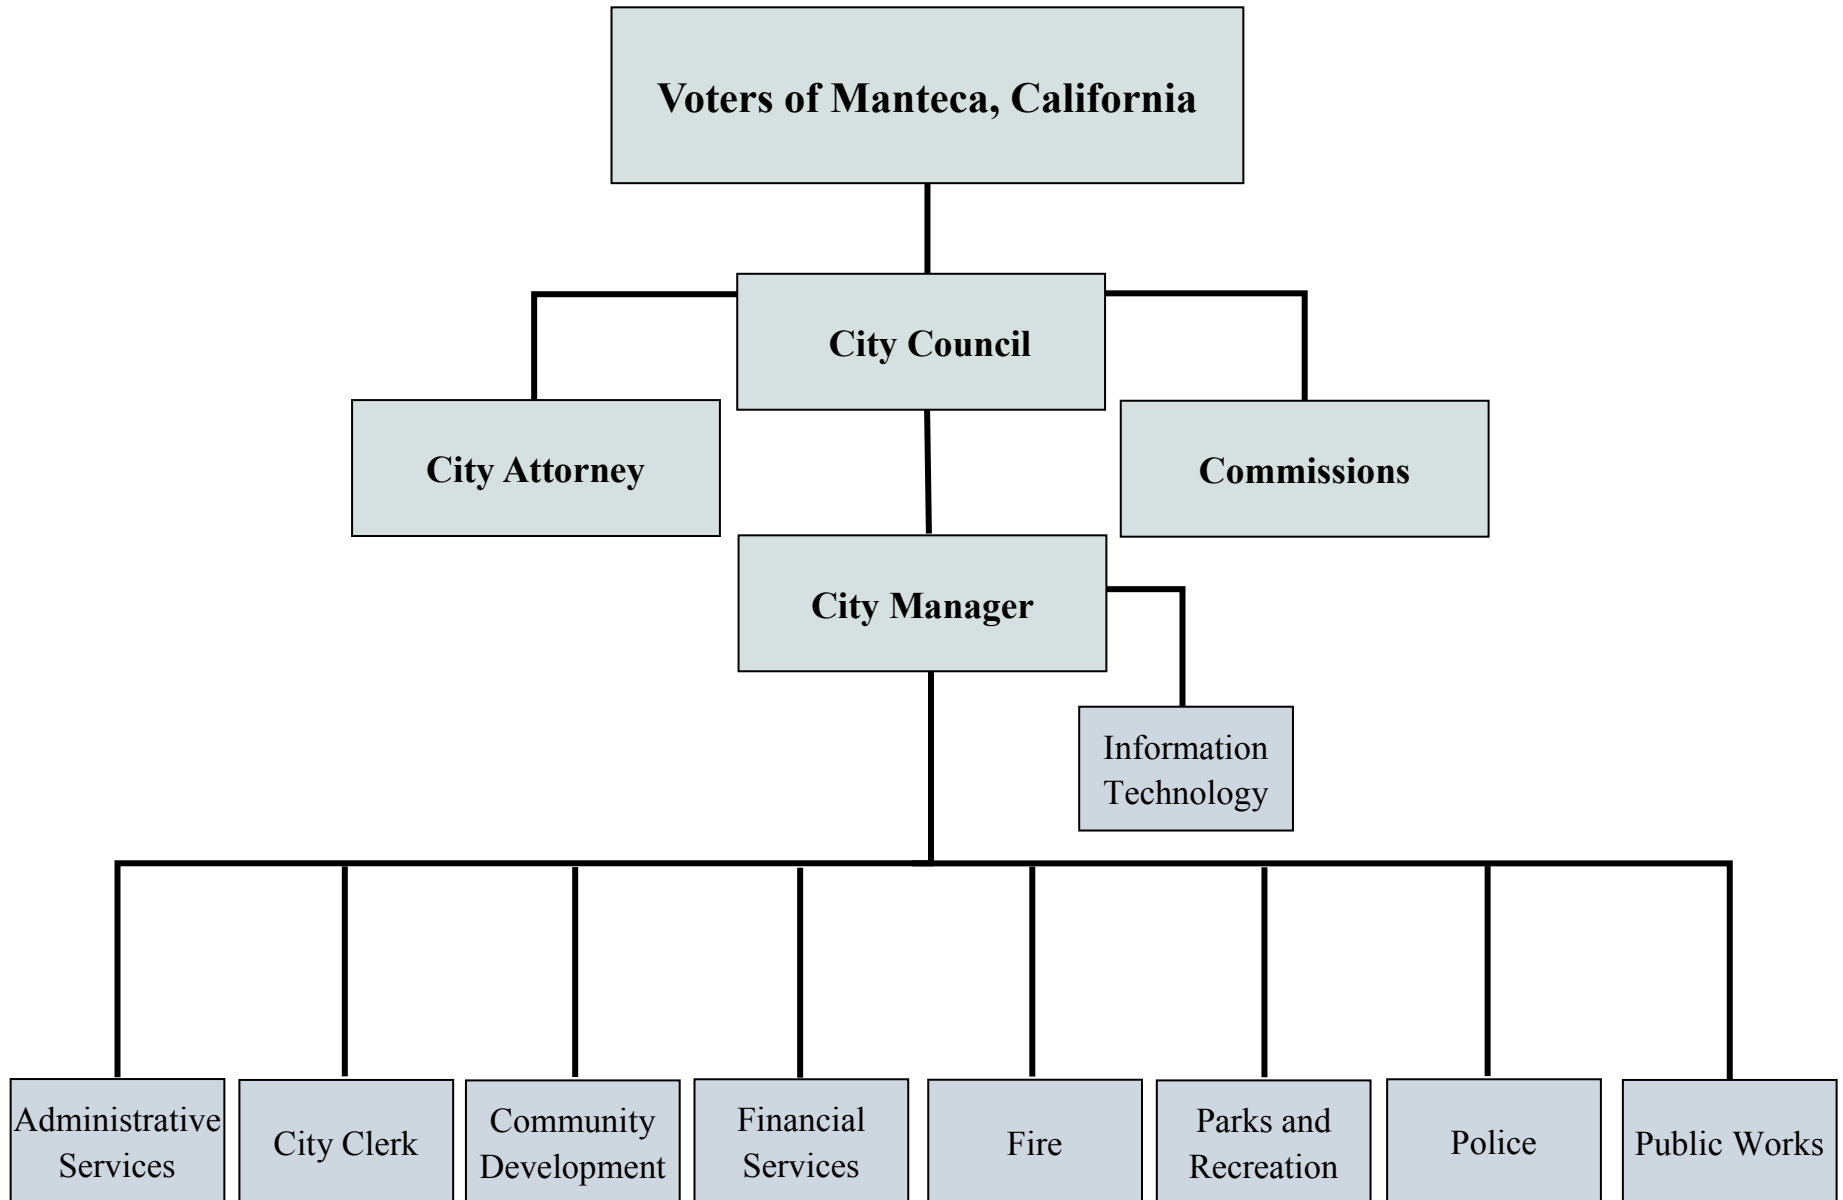 Voters of Manteca, California
City Council
City Attorney
Commissions
City Manager
Information
Technology
Administrative
Services
City Clerk
Community
Development
Financial
Services
Fire
Parks and
Recreation
Police
Public Works